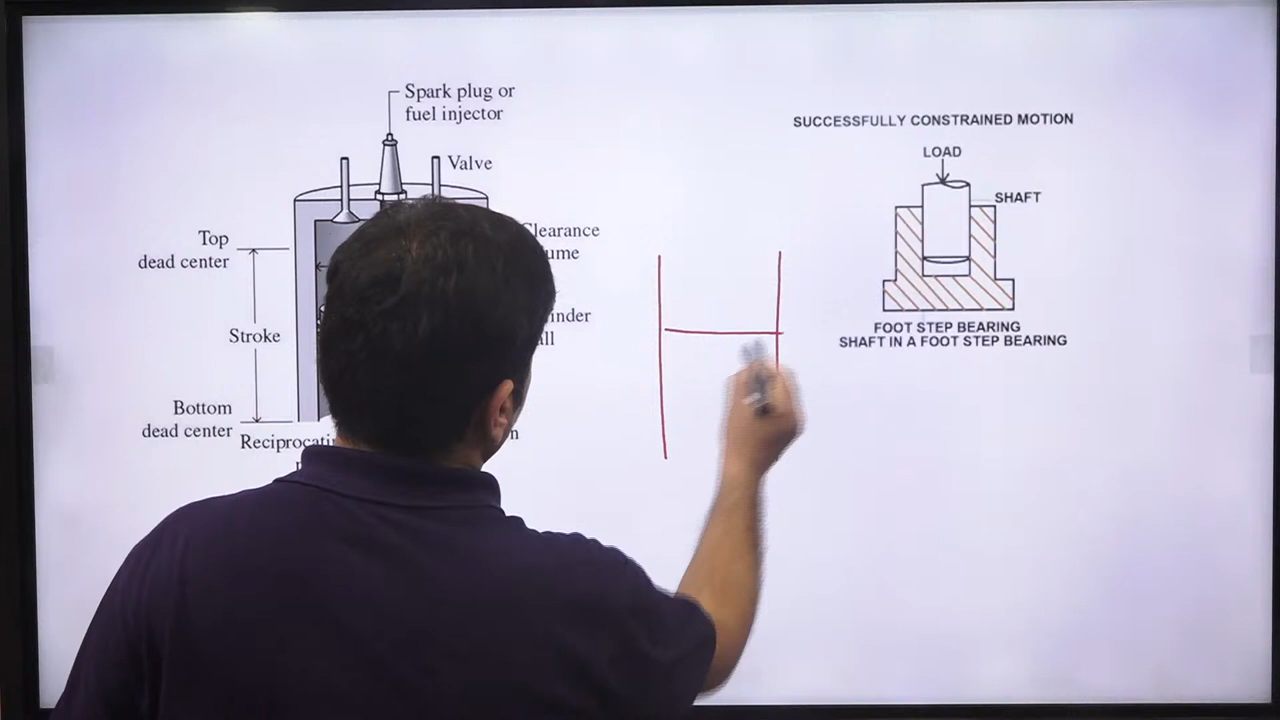 Spark plug or
fuel injector
Valve
Top
dead center
Stroke
Bottom
dead center
SUCCESSFULLY CONSTRAINED MOTION
LOAD
SHAFT
FOOT STEP BEARING
SHAFT IN A FOOT STEP BEARING